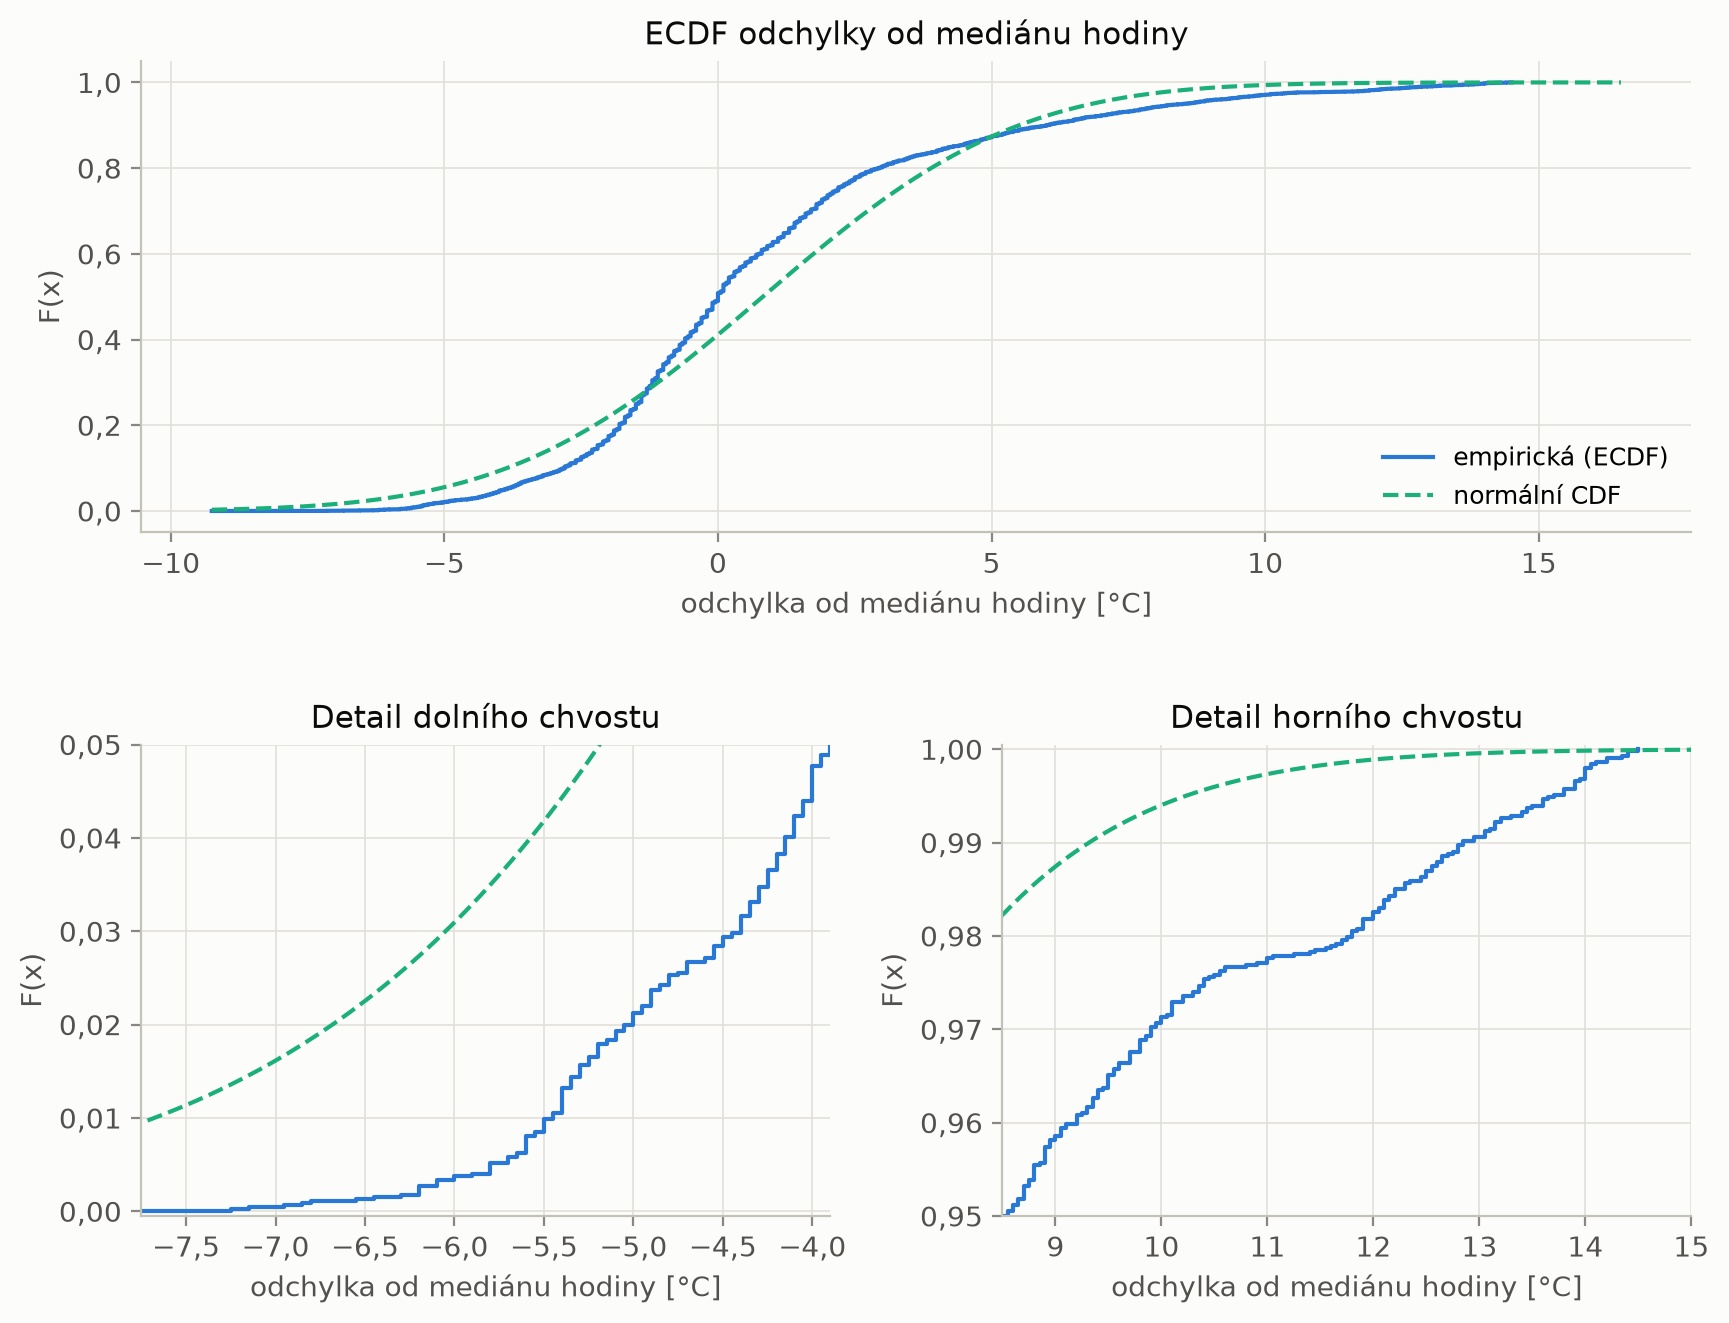 ECDF odchylky od mediánu hodiny
F(x)
1,0
0,8
0,6
0,4
0,2
0,0
empirická (ECDF)
normální CDF
−10 −5 0 5 10 15
odchylka od mediánu hodiny [°C]
Detail dolního chvostu
F(x)
0,05
0,04
0,03
0,02
0,01
0,00
−7,5 −7,0 −6,5 −6,0 −5,5 −5,0 −4,5 −4,0
odchylka od mediánu hodiny [°C]
Detail horního chvostu
F(x)
1,00
0,99
0,98
0,97
0,96
0,95
9 10 11 12 13 14 15
odchylka od mediánu hodiny [°C]